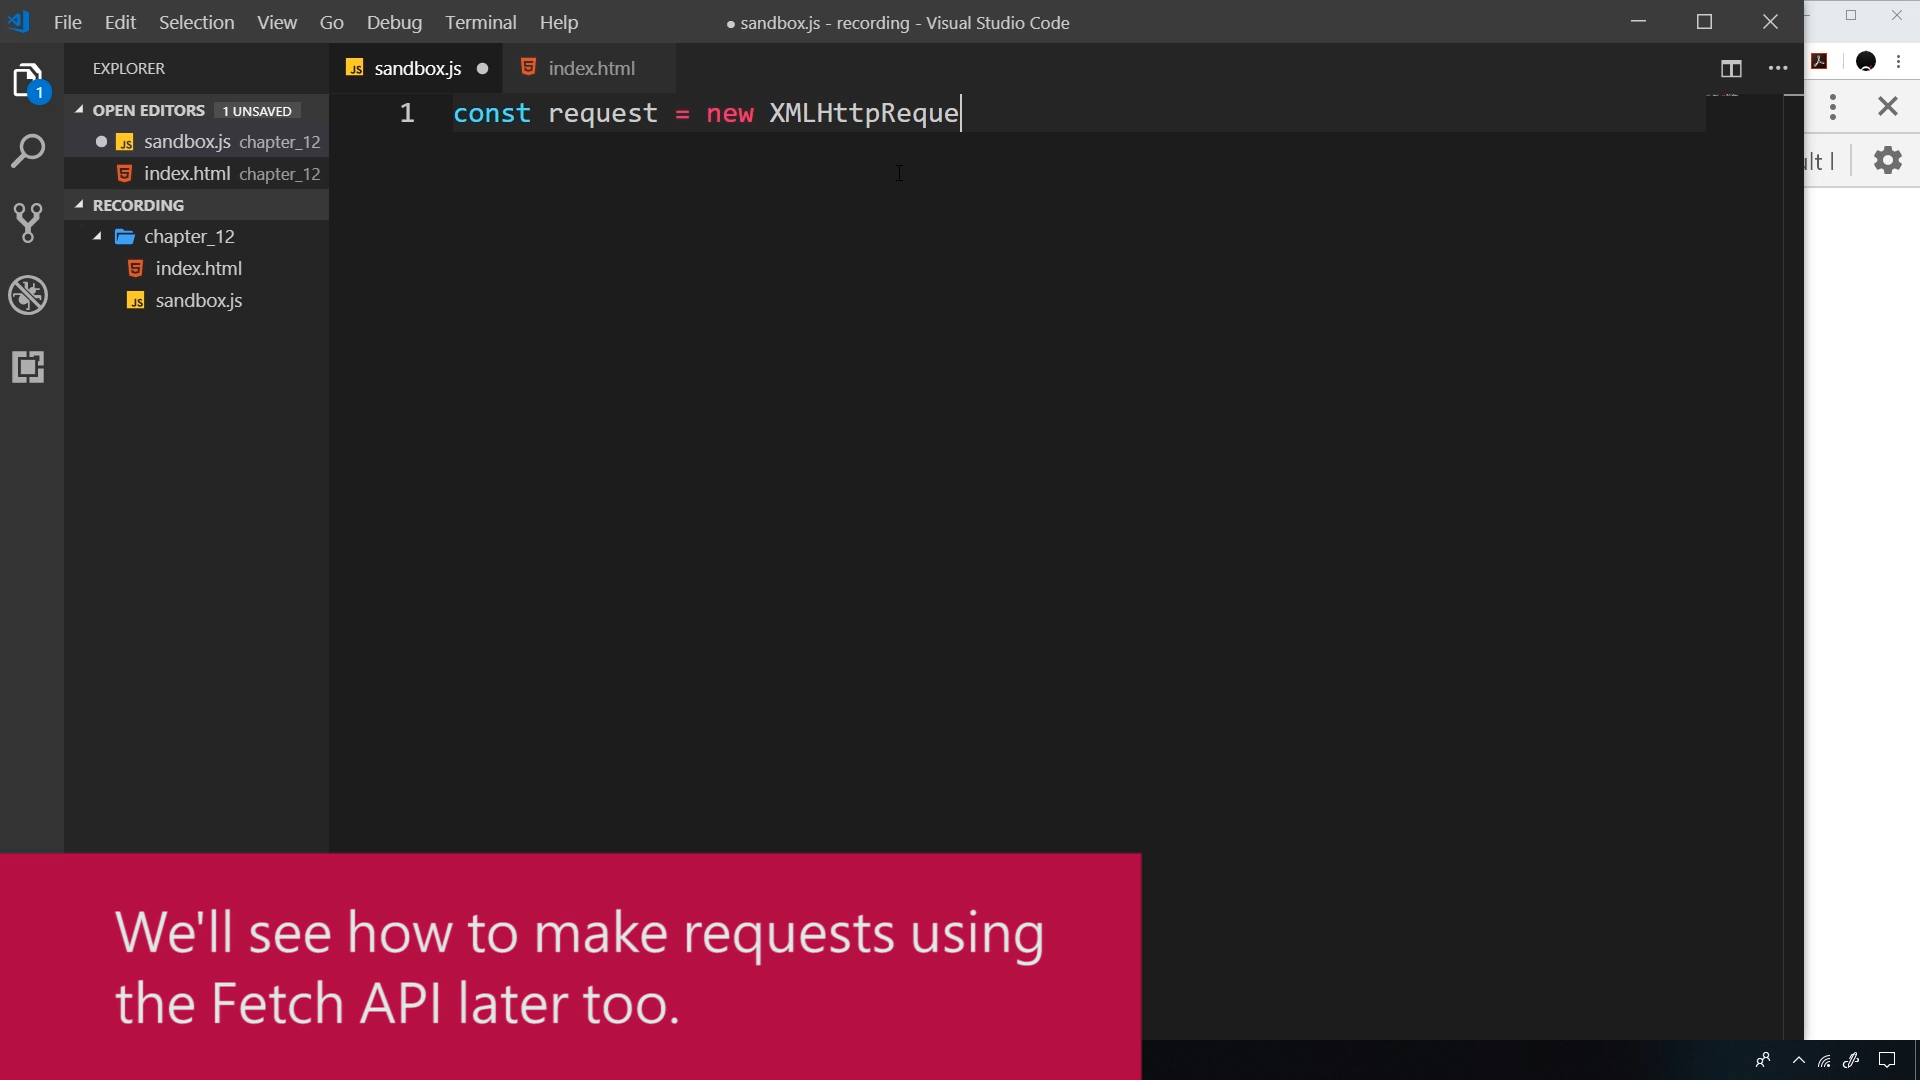 File Edit Selection View Go Debug Terminal Help
● sandbox.js - recording - Visual Studio Code
EXPLORER
sandbox.js
index.html
1
OPEN EDITORS 1 UNSAVED
sandbox.js chapter_12
index.html chapter_12
RECORDING
chapter_12
index.html
sandbox.js
1 const request = new XMLHttpReque
We'll see how to make requests using
the Fetch API later too.